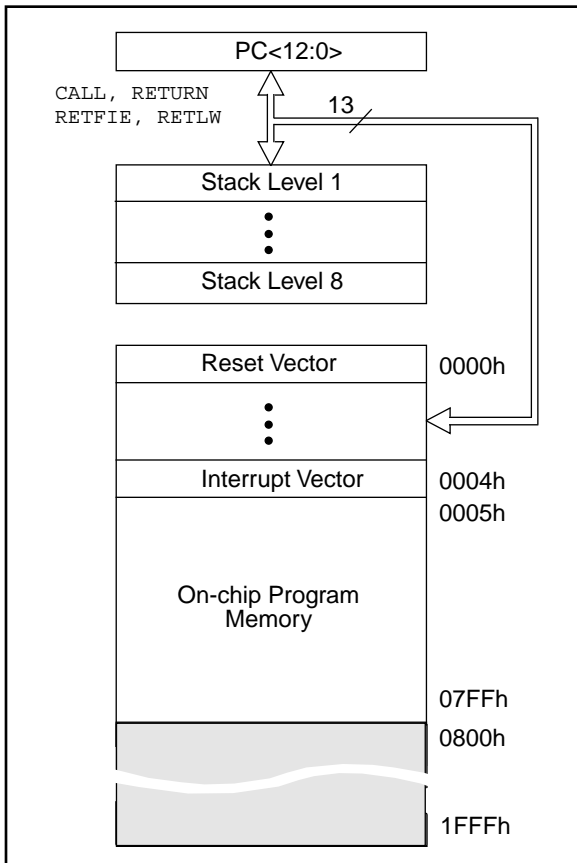 PC<12:0>
CALL, RETURN
RETFIE, RETLW
13
Stack Level 1
Stack Level 8
Reset Vector
0000h
Interrupt Vector
0004h
0005h
On-chip Program
Memory
07FFh
0800h
1FFFh